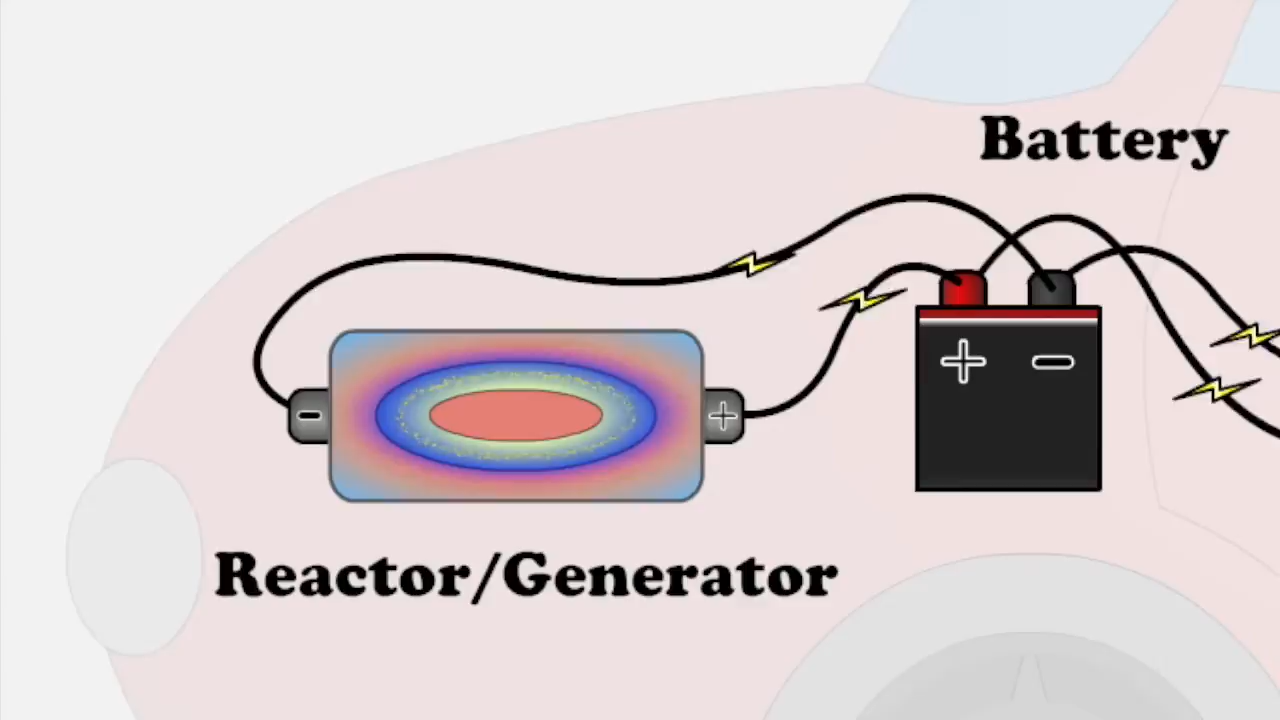 Battery
+ -
- +
Reactor/Generator